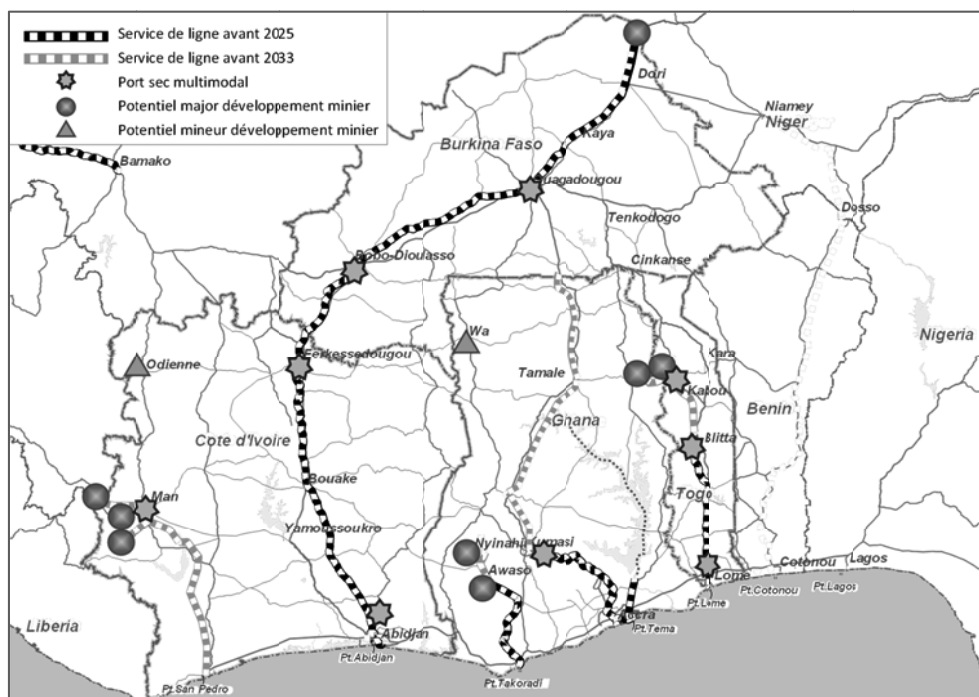 Service de ligne avant 2025
Service de ligne avant 2033
Port sec multimodal
Potentiel major développement minier
Potentiel mineur développement minier
Dori
Niamey
Niger
Kaya
Burkina Faso
Bamako
Ouagadougou
Dosso
Tenkodogo
Cinkanse
Bobo-Dioulasso
Wa
Nigeria
Odienne
Ferkessedougou
Kara
Tamale
Katou
Benin
Ghana
Cote d'Ivoire
Blitta
Bouake
Togo
Man
Yamoussoukro
Nyinahin
Kumasi
Awaso
Lome
Cotonou
Lagos
Pt.Cotonou
Pt.Lagos
Pt.Lome
Accra
Pt.Tema
Liberia
Abidjan
Pt.Abidjan
Pt.Takoradi
Pt.San Pedro